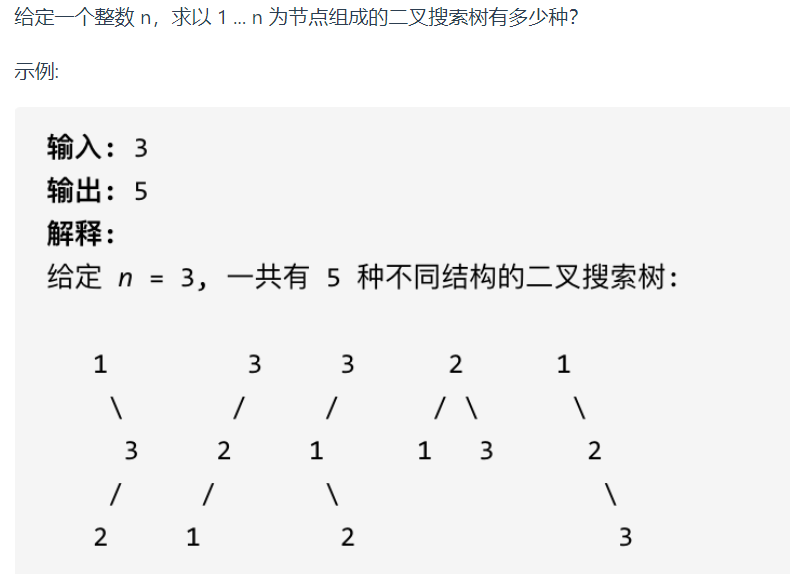 给定一个整数 n，求以 1 ... n 为节点组成的二叉搜索树有多少种？
示例:
输入: 3
输出: 5
解释:
给定 n = 3, 一共有 5 种不同结构的二叉搜索树:
1 3 3 2 1
\ / / / \ \
3 2 1 1 3 2
/ / \ \
2 1 2 3